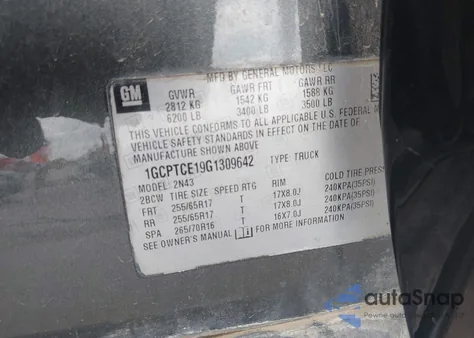 MFD BY GENERAL MOTORS LLC
GM
GVWR GAWR FRT GAWR RR
2812 KG 1542 KG 1588 KG
6200 LB 3400 LB 3500 LB
THIS VEHICLE CONFORMS TO ALL APPLICABLE U.S. FEDERAL
VEHICLE SAFETY STANDARDS IN EFFECT ON THE DATE OF
MANUFACTURE SHOWN ABOVE
1GCPTCE19G1309642 TYPE: TRUCK
MODEL: 2N43
2BCW TIRE SIZE SPEED RTG RIM COLD TIRE
FRT 255/65R17 T 17X8.0J 240KPA(35PSI)
RR 255/65R17 T 17X8.0J 240KPA(35PSI)
SPA 265/70R16 T 16X7.0J 240KPA(35PSI)
SEE OWNER'S MANUAL FOR MORE INFORMATION
autoSnap